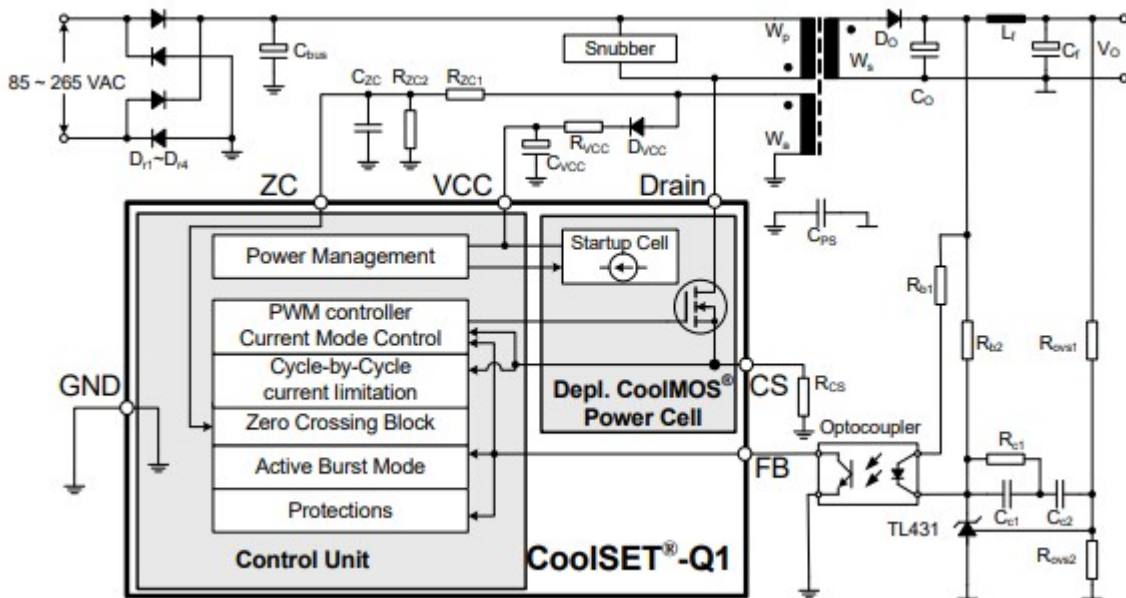 85 ~ 265 VAC
Dr1~Dr4
Cbus
Snubber
Wp
Ws
Wa
DO
CO
Lf
Cf
VO
CZC
RZC2
RZC1
RVCC
DVCC
CVCC
CPS
ZC
VCC
Drain
Power Management
Startup Cell
PWM controller
Current Mode Control
Cycle-by-Cycle
current limitation
Zero Crossing Block
Active Burst Mode
Protections
Control Unit
Depl. CoolMOS®
Power Cell
CoolSET®-Q1
GND
CS
RCS
FB
Optocoupler
Rb1
Rb2
Rovs1
Rc1
Cc1
Cc2
TL431
Rovs2